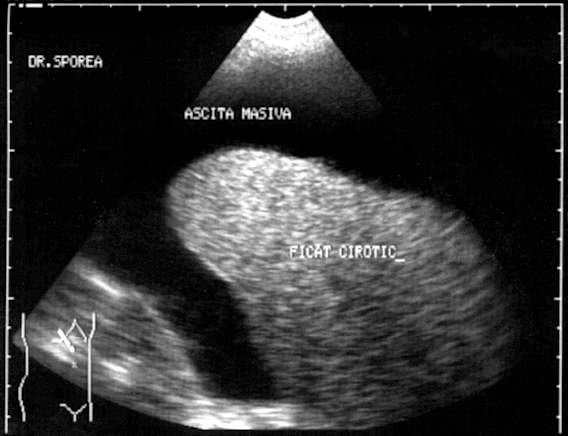 DR.SPOREA
ASCITA MASIVA
FICAT CIROTIC_